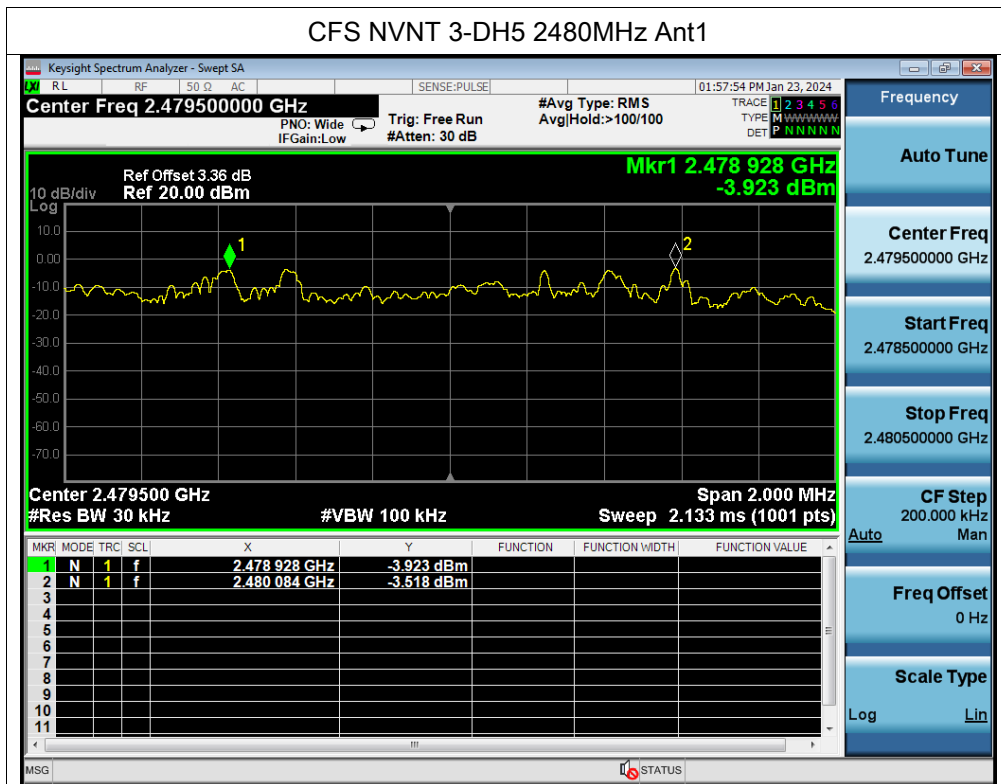 CFS NVNT 3-DH5 2480MHz Ant1
Keysight Spectrum Analyzer - Swept SA
LXI RL RF 50 Ω AC SENSE:PULSE 01:57:54 PM Jan 23, 2024
Center Freq 2.479500000 GHz #Avg Type: RMS TRACE 1 2 3 4 5 6
PNO: Wide Trig: Free Run Avg|Hold:>100/100 TYPE M WWWWW
IFGain:Low #Atten: 30 dB DET P N N N N N
Mkr1 2.478 928 GHz
-3.923 dBm
Ref Offset 3.36 dB
10 dB/div Ref 20.00 dBm
Log
10.0
0.00
-10.0
-20.0
-30.0
-40.0
-50.0
-60.0
-70.0
1
2
Center 2.479500 GHz Span 2.000 MHz
#Res BW 30 kHz #VBW 100 kHz Sweep 2.133 ms (1001 pts)
MKR MODE TRC SCL X Y FUNCTION FUNCTION WIDTH FUNCTION VALUE
1 N 1 f 2.478 928 GHz -3.923 dBm
2 N 1 f 2.480 084 GHz -3.518 dBm
3
4
5
6
7
8
9
10
11
MSG STATUS
Frequency
Auto Tune
Center Freq
2.479500000 GHz
Start Freq
2.478500000 GHz
Stop Freq
2.480500000 GHz
CF Step
200.000 kHz
Auto Man
Freq Offset
0 Hz
Scale Type
Log Lin